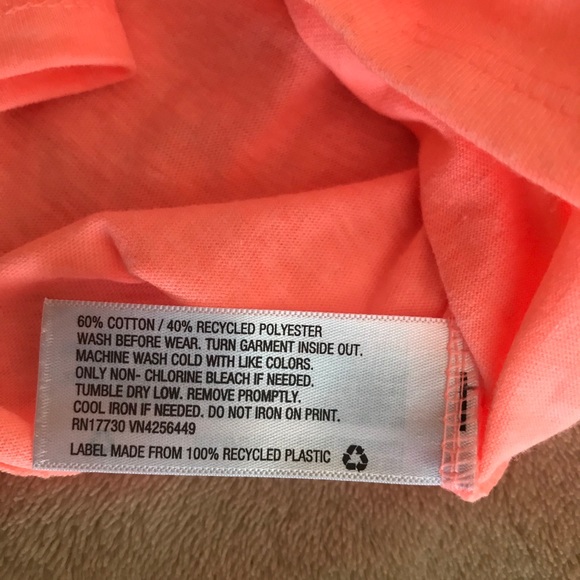 60% COTTON / 40% RECYCLED POLYESTER
WASH BEFORE WEAR. TURN GARMENT INSIDE OUT.
MACHINE WASH COLD WITH LIKE COLORS.
ONLY NON- CHLORINE BLEACH IF NEEDED.
TUMBLE DRY LOW. REMOVE PROMPTLY.
COOL IRON IF NEEDED. DO NOT IRON ON PRINT.
RN17730 VN4256449
LABEL MADE FROM 100% RECYCLED PLASTIC